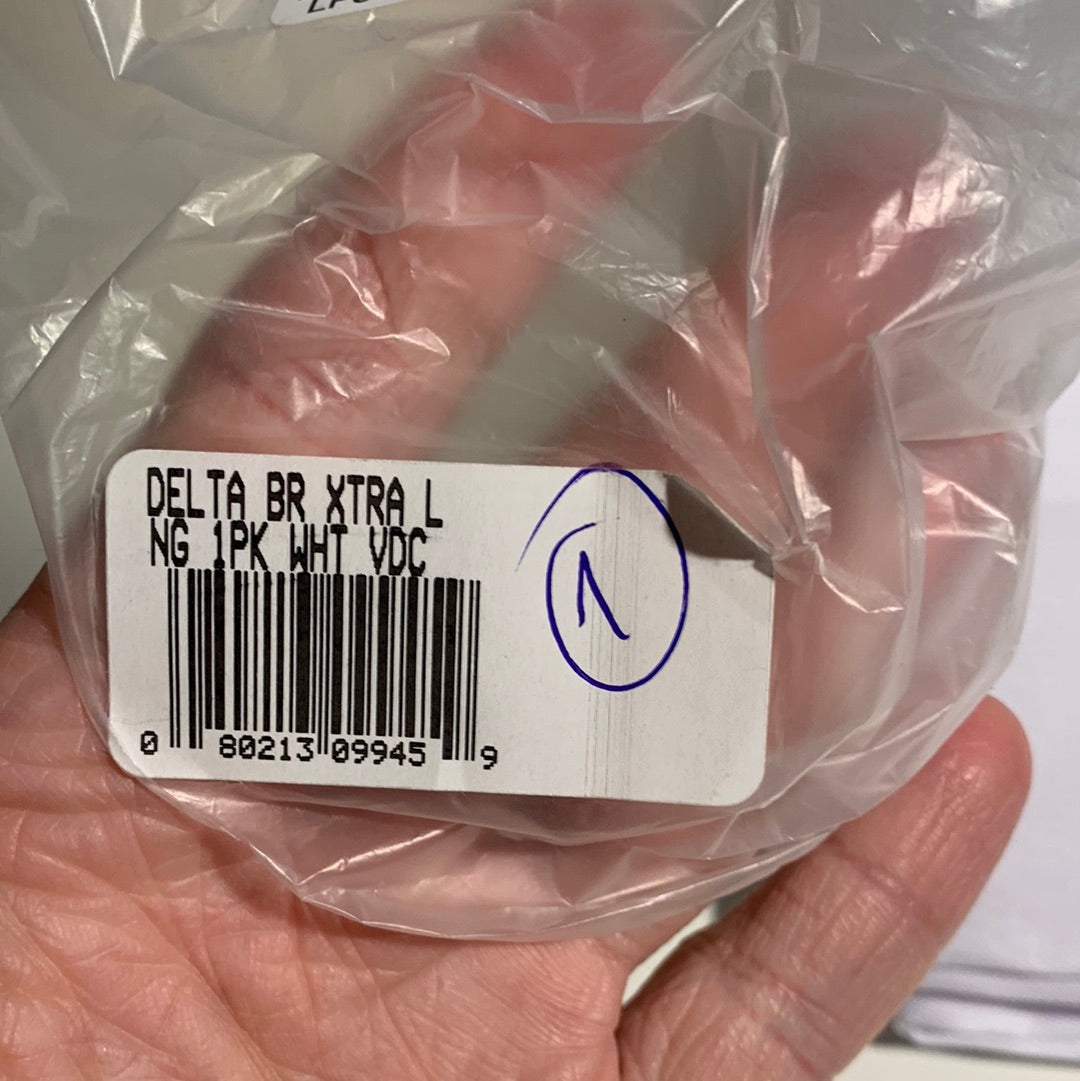 DELTA BR XTRA L
NG 1PK WHT VDC
0 80213 09945 9
1